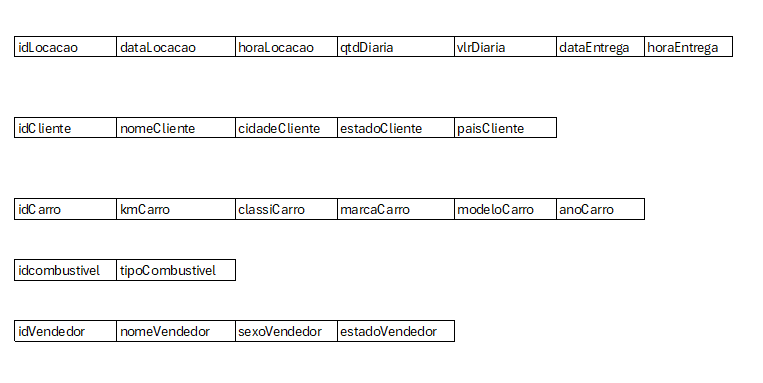 idLocacao dataLocacao horaLocacao qtdDiaria vlrDiaria dataEntrega horaEntrega
idCliente nomeCliente cidadeCliente estadoCliente paisCliente
idCarro kmCarro classiCarro marcaCarro modeloCarro anoCarro
idcombustivel tipoCombustivel
idVendedor nomeVendedor sexoVendedor estadoVendedor